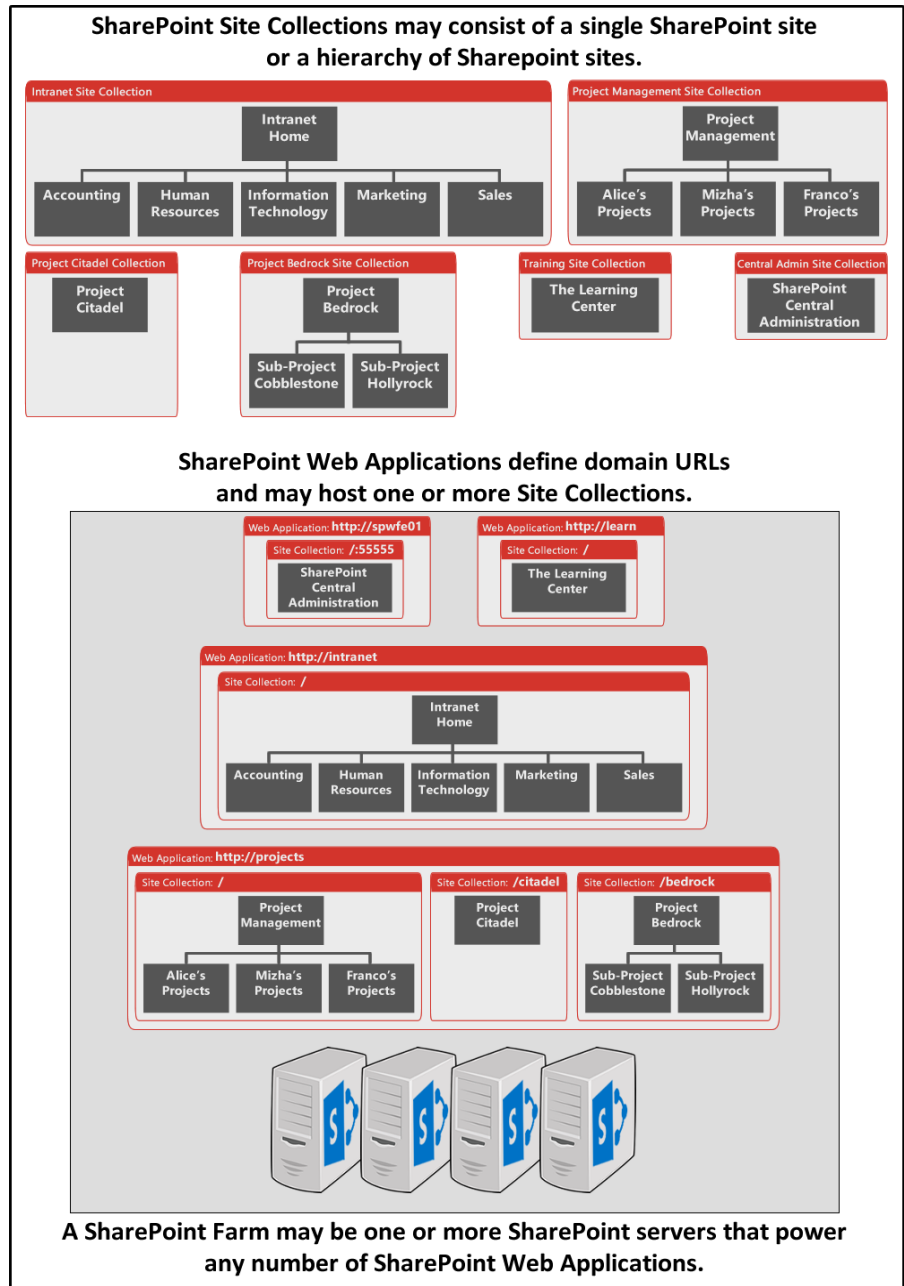 SharePoint Site Collections may consist of a single SharePoint site
or a hierarchy of Sharepoint sites.
Intranet Site Collection
Intranet
Home
Accounting
Human
Resources
Information
Technology
Marketing
Sales
Project Management Site Collection
Project
Management
Alice's
Projects
Mizha's
Projects
Franco's
Projects
Project Citadel Collection
Project
Citadel
Project Bedrock Site Collection
Project
Bedrock
Sub-Project
Cobblestone
Sub-Project
Hollyrock
Training Site Collection
The Learning
Center
Central Admin Site Collection
SharePoint
Central
Administration
SharePoint Web Applications define domain URLs
and may host one or more Site Collections.
Web Application: http://spwfe01
Site Collection: /:55555
SharePoint
Central
Administration
Web Application: http://learn
Site Collection: /
The Learning
Center
Web Application: http://intranet
Site Collection: /
Intranet
Home
Accounting
Human
Resources
Information
Technology
Marketing
Sales
Web Application: http://projects
Site Collection: /
Project
Management
Alice's
Projects
Mizha's
Projects
Franco's
Projects
Site Collection: /citadel
Project
Citadel
Site Collection: /bedrock
Project
Bedrock
Sub-Project
Cobblestone
Sub-Project
Hollyrock
S
S
S
S
A SharePoint Farm may be one or more SharePoint servers that power
any number of SharePoint Web Applications.